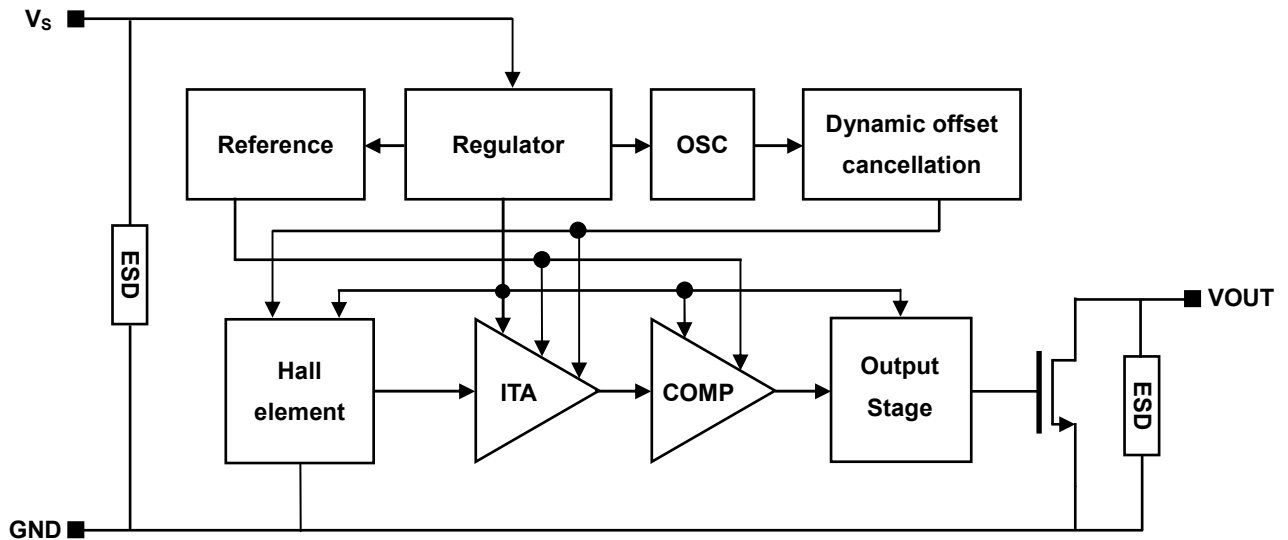 Vs
Reference
Regulator
OSC
Dynamic offset
cancellation
ESD
Hall
element
ITA
COMP
Output
Stage
VOUT
ESD
GND